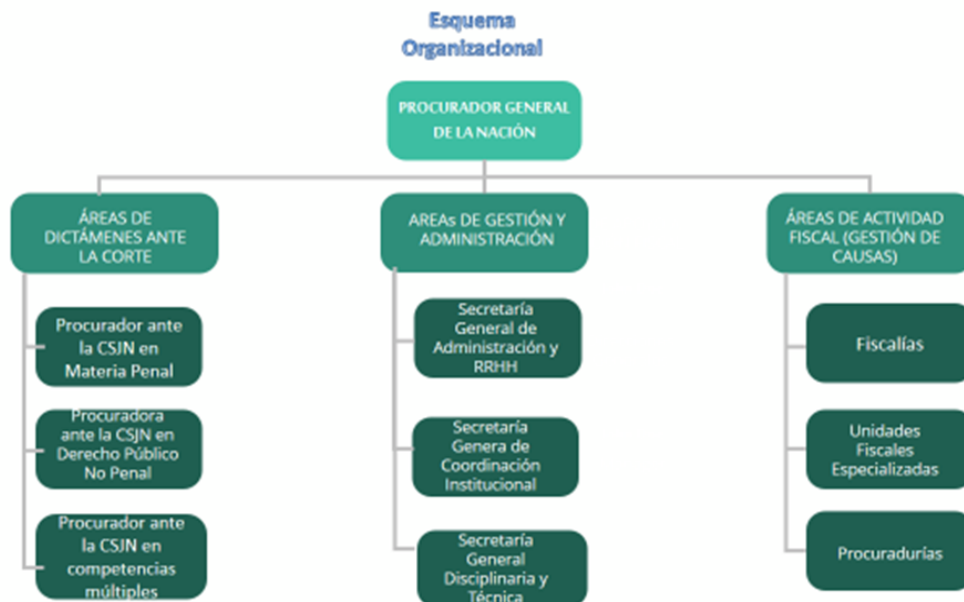 Esquema
Organizacional
PROCURADOR GENERAL
DE LA NACIÓN
ÁREAS DE
DICTÁMENES ANTE
LA CORTE
Procurador ante
la CSJN en
Materia Penal
Procuradora
ante la CSJN en
Derecho Público
No Penal
Procurador ante
la CSJN en
competencias
múltiples
AREAs DE GESTIÓN Y
ADMINISTRACIÓN
Secretaría
General de
Administración y
RRHH
Secretaría
Genera de
Coordinación
Institucional
Secretaría
General
Disciplinaria y
Técnica
ÁREAS DE ACTIVIDAD
FISCAL (GESTIÓN DE
CAUSAS)
Fiscalías
Unidades
Fiscales
Especializadas
Procuradurías